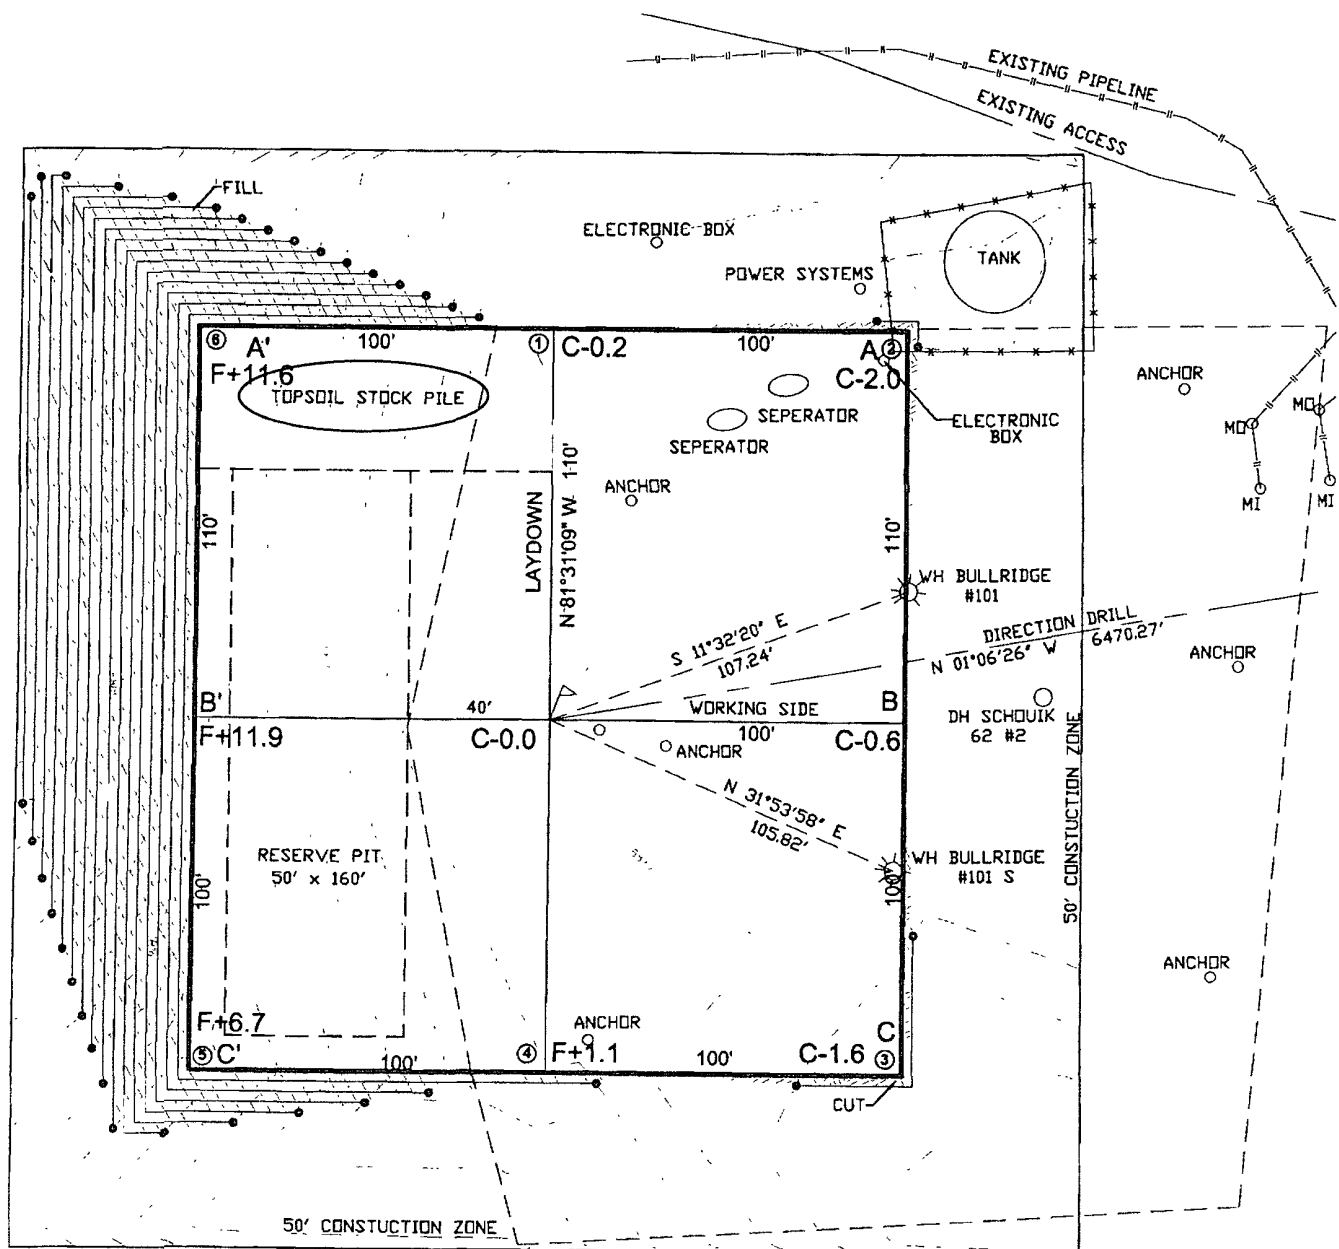 EXISTING PIPELINE
EXISTING ACCESS
FILL
ELECTRONIC BOX
POWER SYSTEMS
TANK
6
A'
100'
1
C-0.2
100'
A
2
F+11.6
C-2.0
TOPSOIL STOCK PILE
SEPERATOR
SEPERATOR
ELECTRONIC
BOX
ANCHOR
MO
MO
MI
MI
ANCHOR
110'
LAYDOWN
N 81°31'09" W 110'
110'
WH BULLRIDGE
#101
S 11°32'20" E
107.24'
DIRECTION DRILL
N 01°06'26" W 6470.27'
ANCHOR
B'
40'
WORKING SIDE
B
F+11.9
C-0.0
100'
C-0.6
ANCHOR
DH SCHOUIK
62 #2
N 31°53'58" E
105.82'
50' CONSTUCTION ZONE
RESERVE PIT
50' x 160'
WH BULLRIDGE
#101 S
100'
100'
ANCHOR
F+6.7
ANCHOR
C
5
C'
100'
4
F+1.1
100'
C-1.6
3
CUT
50' CONSTUCTION ZONE